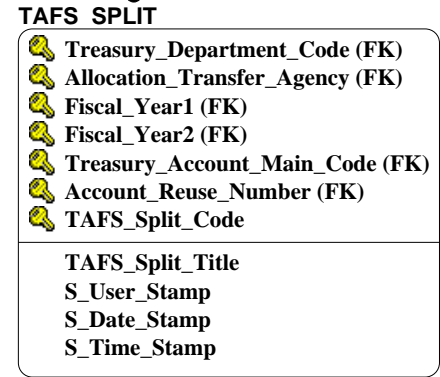 TAFS SPLIT
Treasury_Department_Code (FK)
Allocation_Transfer_Agency (FK)
Fiscal_Year1 (FK)
Fiscal_Year2 (FK)
Treasury_Account_Main_Code (FK)
Account_Reuse_Number (FK)
TAFS_Split_Code
TAFS_Split_Title
S_User_Stamp
S_Date_Stamp
S_Time_Stamp